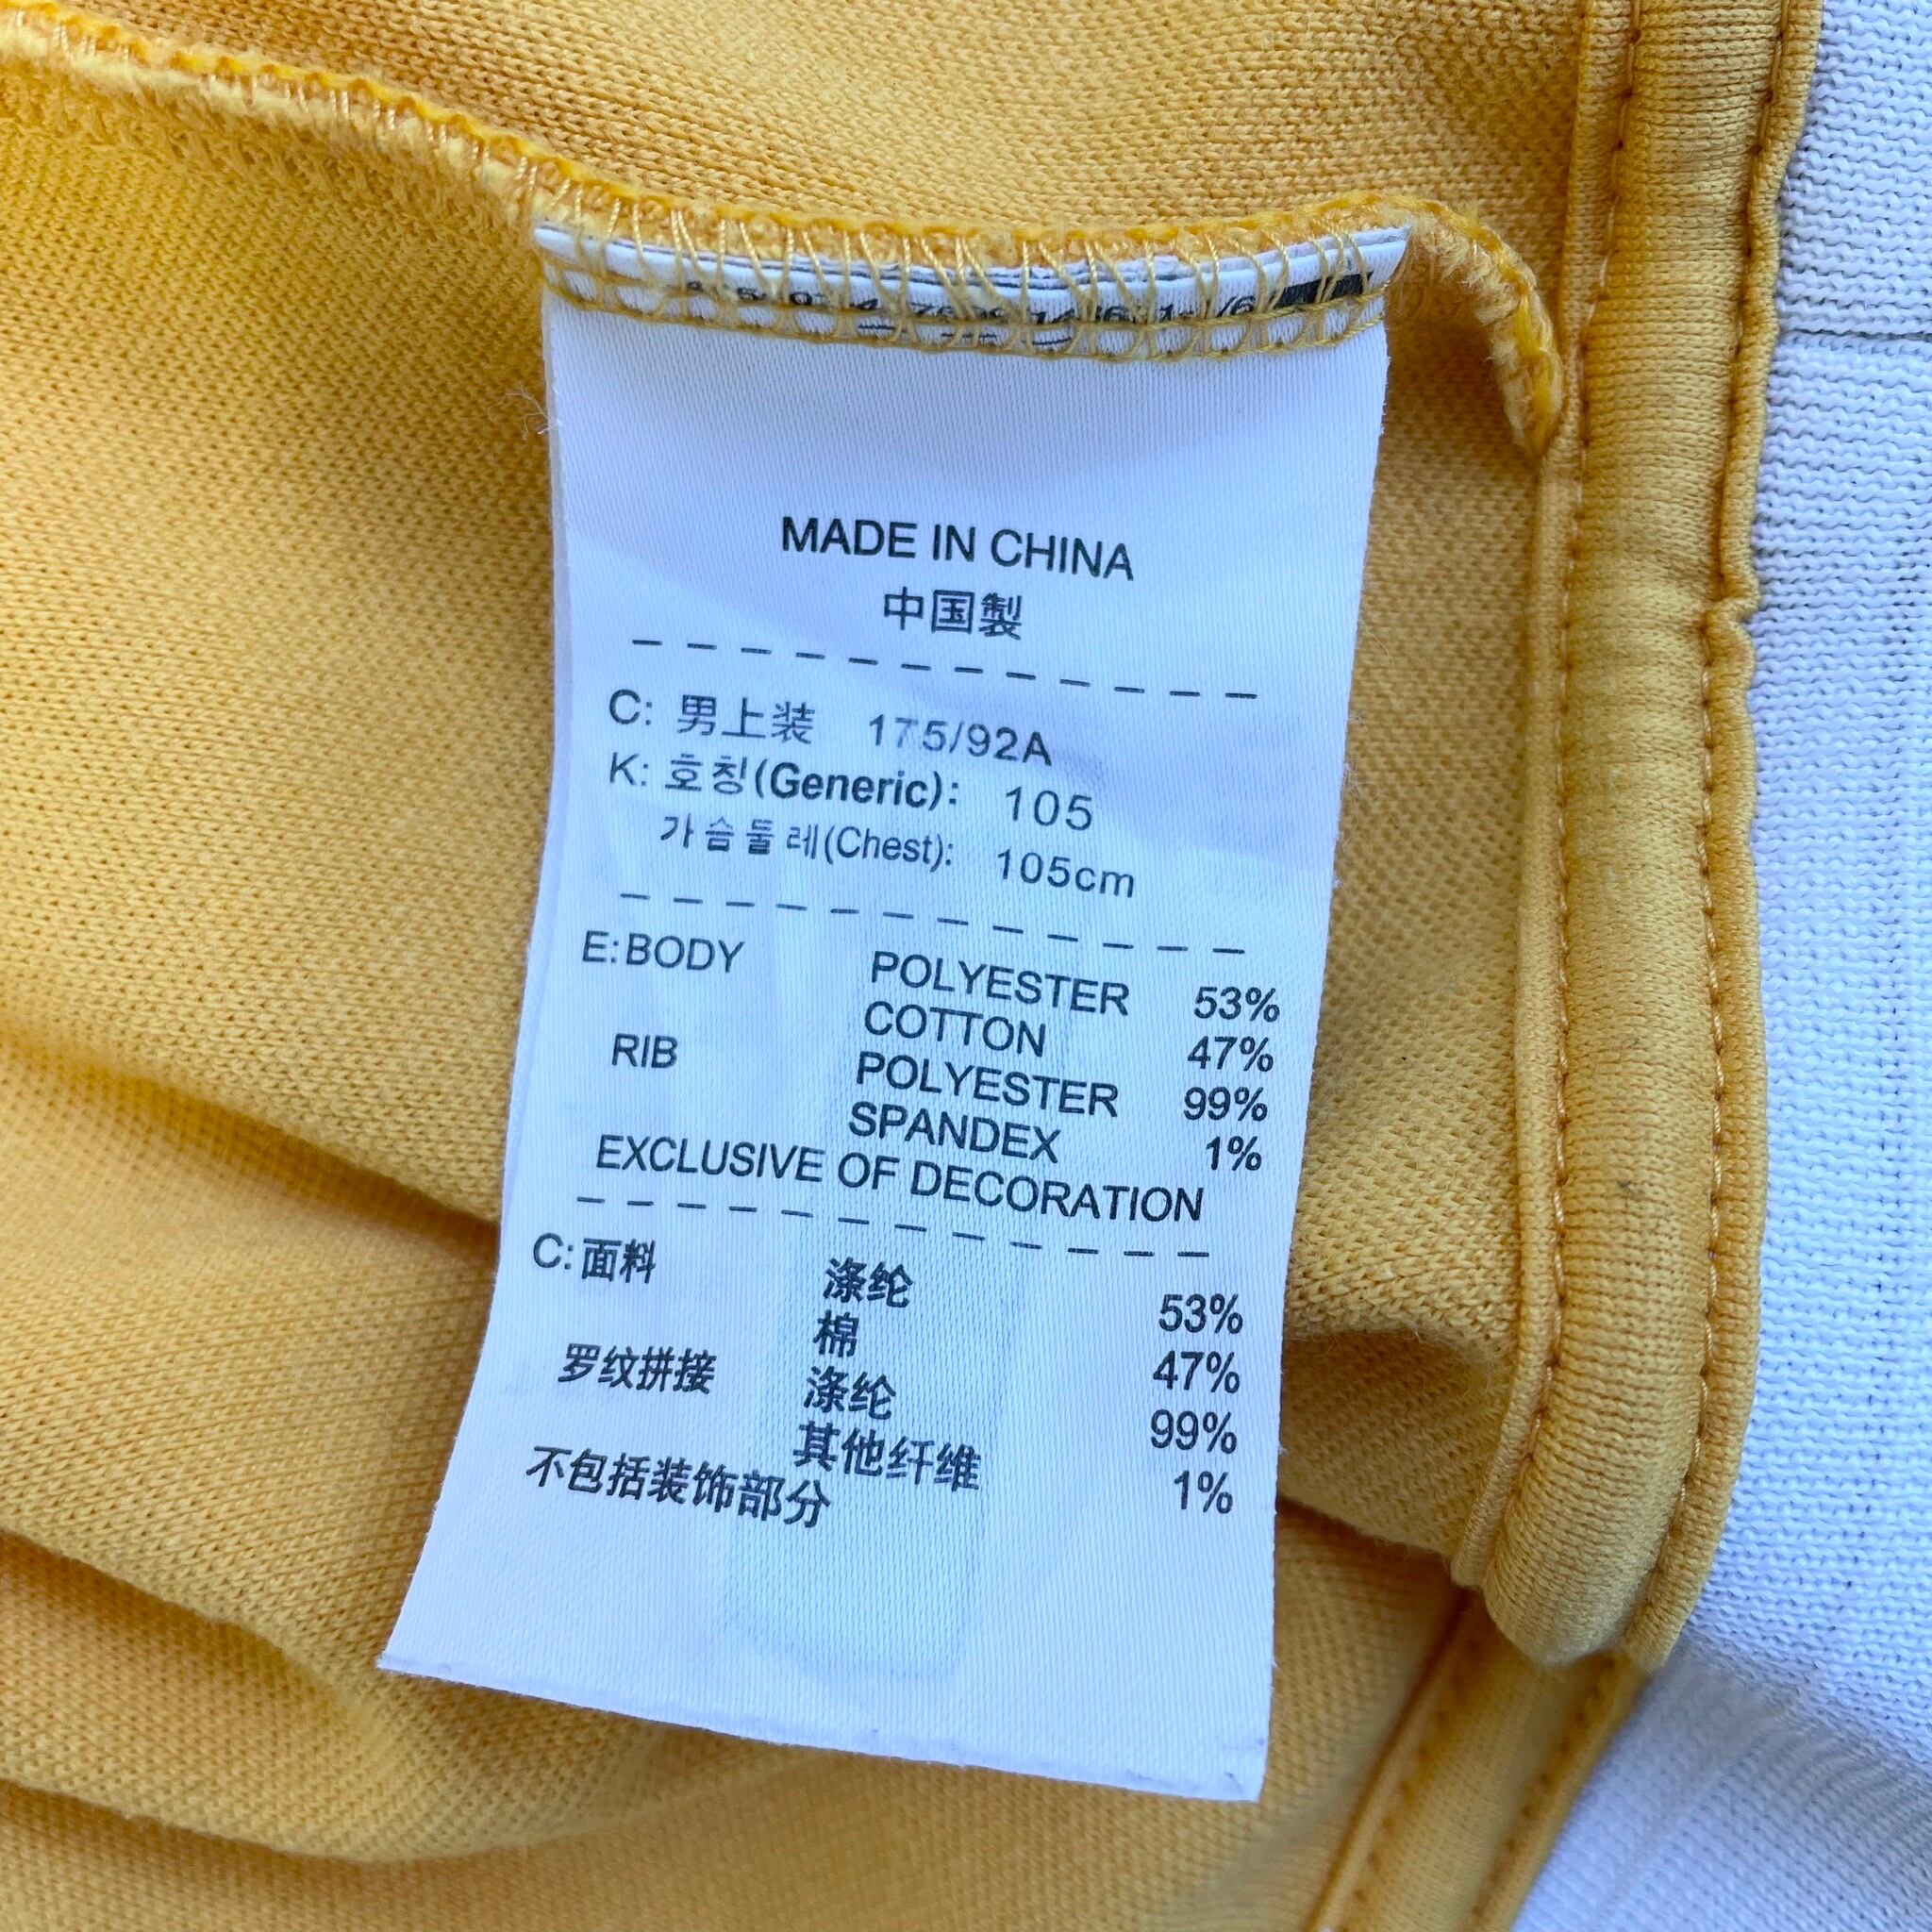 MADE IN CHINA
中国製
C: 男上装 175/92A
K: 호칭(Generic): 105
가슴둘레(Chest): 105cm
E: BODY POLYESTER 53%
COTTON 47%
RIB POLYESTER 99%
SPANDEX 1%
EXCLUSIVE OF DECORATION
C: 面料 涤纶 53%
棉 47%
罗纹拼接 涤纶 99%
其他纤维 1%
不包括装饰部分